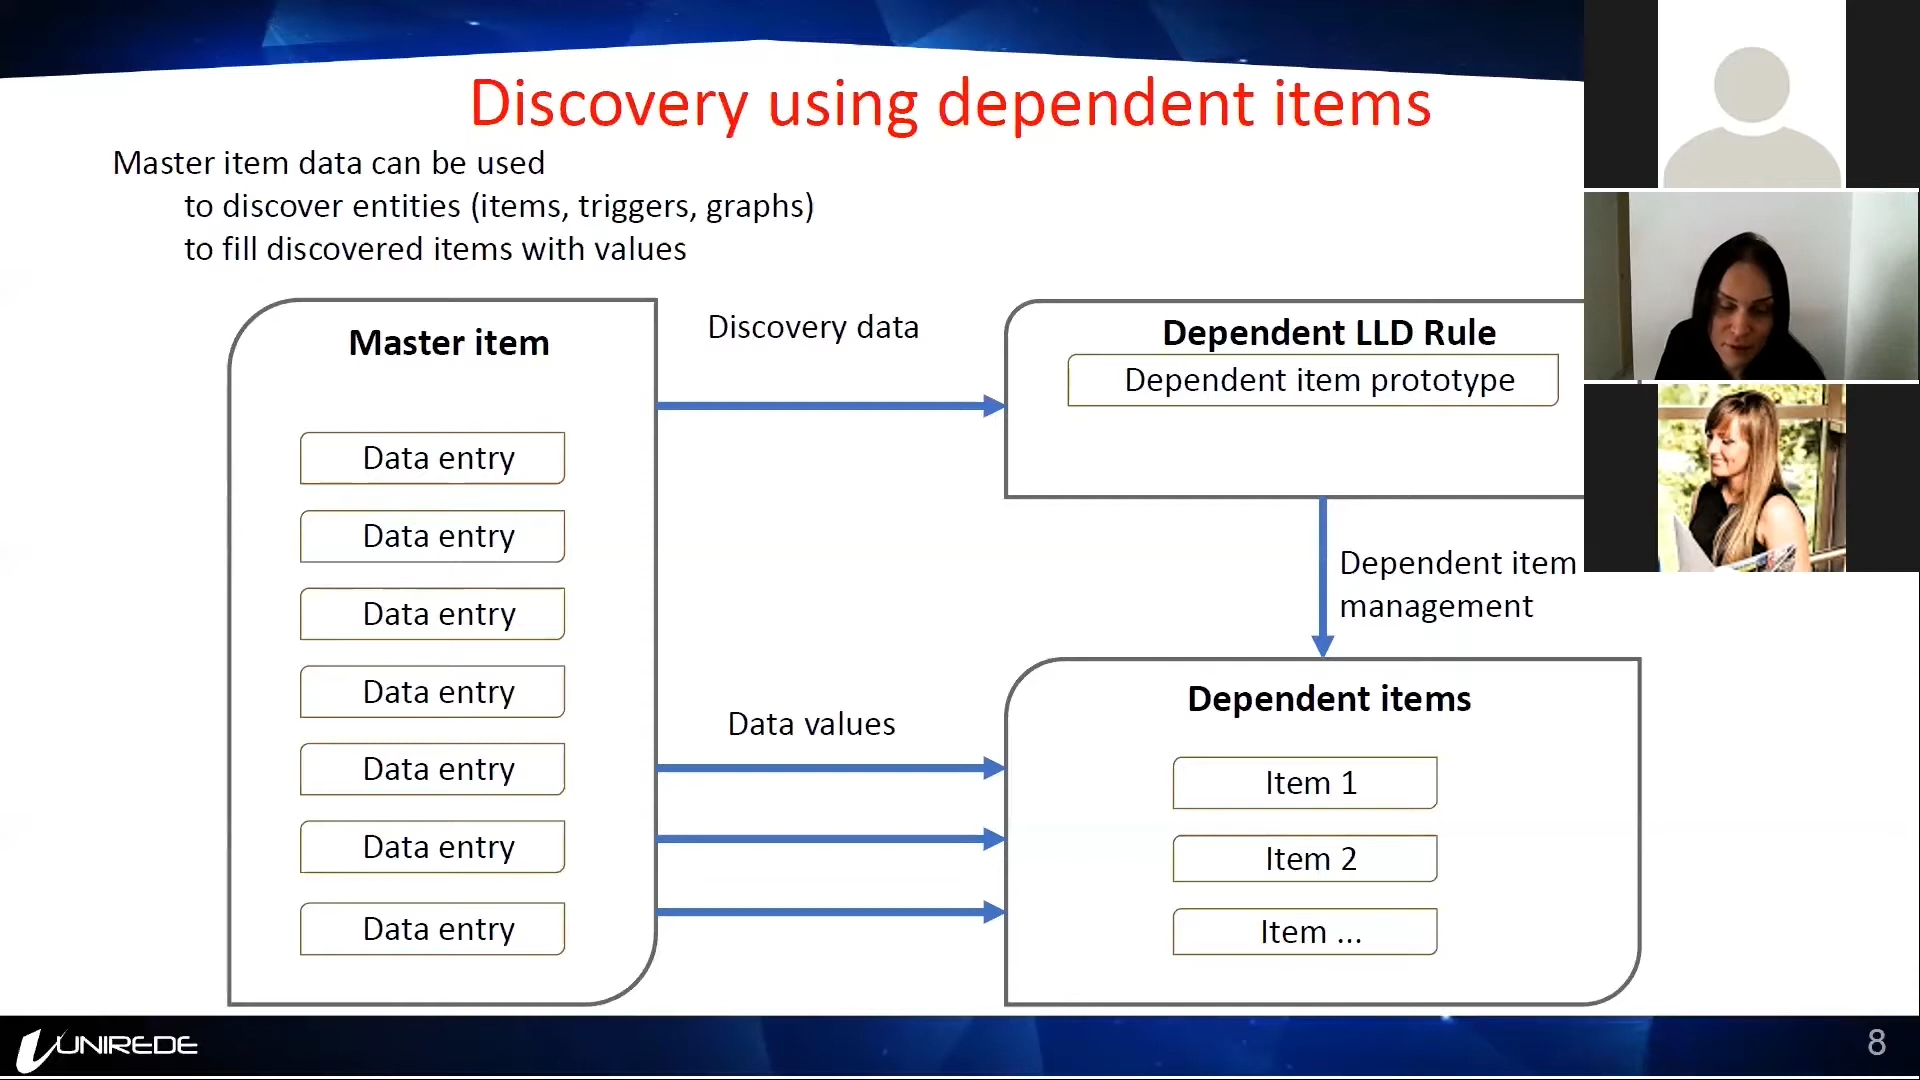 Discovery using dependent items
Master item data can be used
to discover entities (items, triggers, graphs)
to fill discovered items with values
Master item
Data entry
Data entry
Data entry
Data entry
Data entry
Data entry
Data entry
Discovery data
Data values
Dependent LLD Rule
Dependent item prototype
Dependent item
management
Dependent items
Item 1
Item 2
Item ...
UNIREDE
8